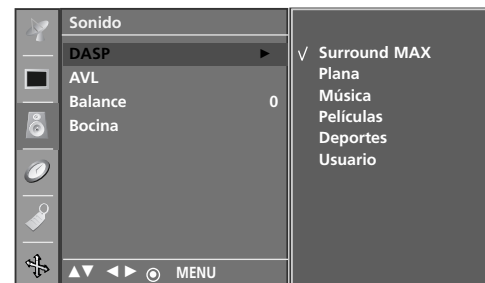 Sonido
DASP ►
AVL
Balance 0
Bocina
▲▼ ◄► ◉ MENU
√ Surround MAX
Plana
Música
Películas
Deportes
Usuario